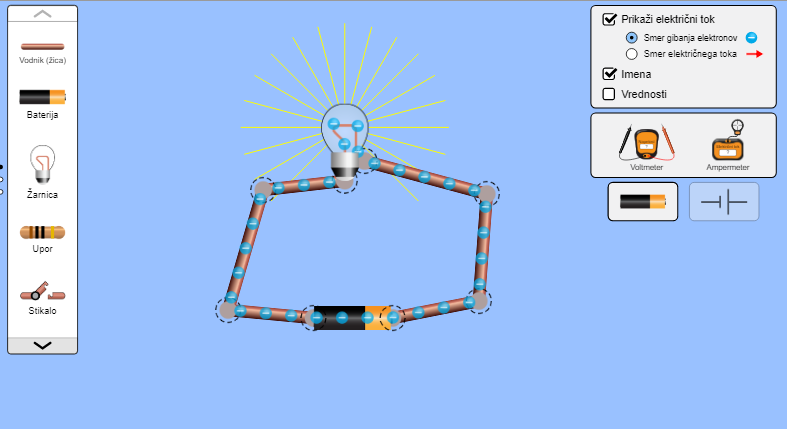 Vodnik (žica)
Baterija
Žarnica
Upor
Stikalo
Prikaži električni tok
Smer gibanja elektronov
Smer električnega toka
Imena
Vrednosti
Voltmeter
Ampermeter